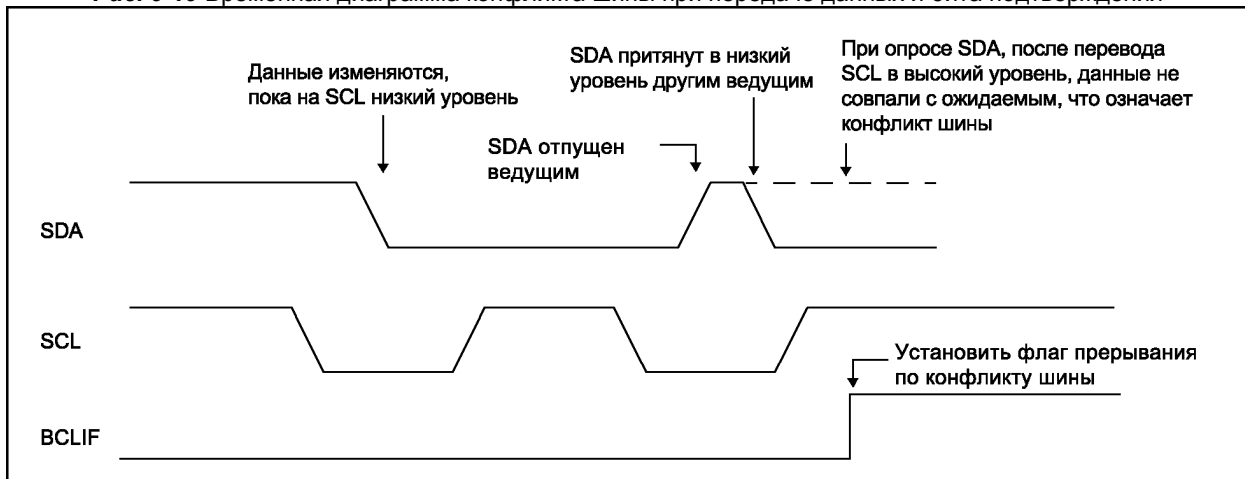 Данные изменяются,
пока на SCL низкий уровень
SDA притянут в низкий
уровень другим ведущим
При опросе SDA, после перевода
SCL в высокий уровень, данные не
совпали с ожидаемым, что означает
конфликт шины
SDA отпущен
ведущим
SDA
SCL
Установить флаг прерывания
по конфликту шины
BCLIF